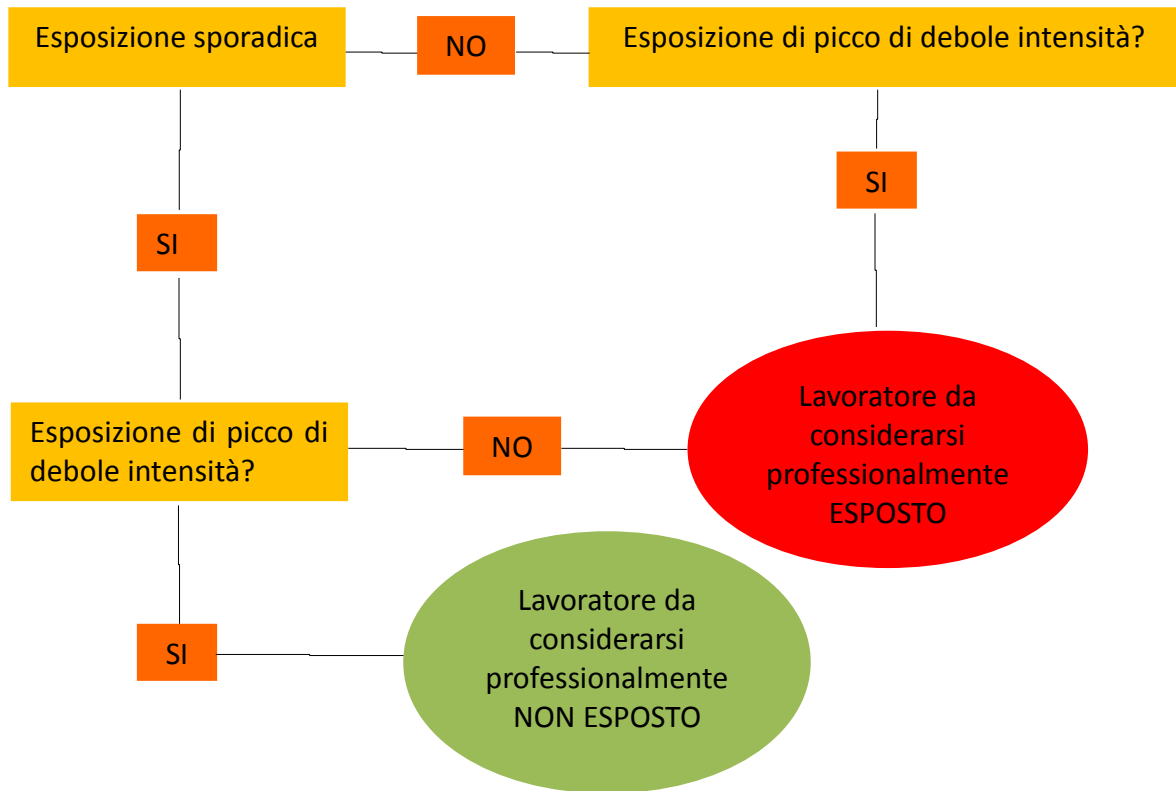 Esposizione sporadica
NO
Esposizione di picco di debole intensità?
SI
SI
Esposizione di picco di
debole intensità?
NO
Lavoratore da
considerarsi
professionalmente
ESPOSTO
SI
Lavoratore da
considerarsi
professionalmente
NON ESPOSTO